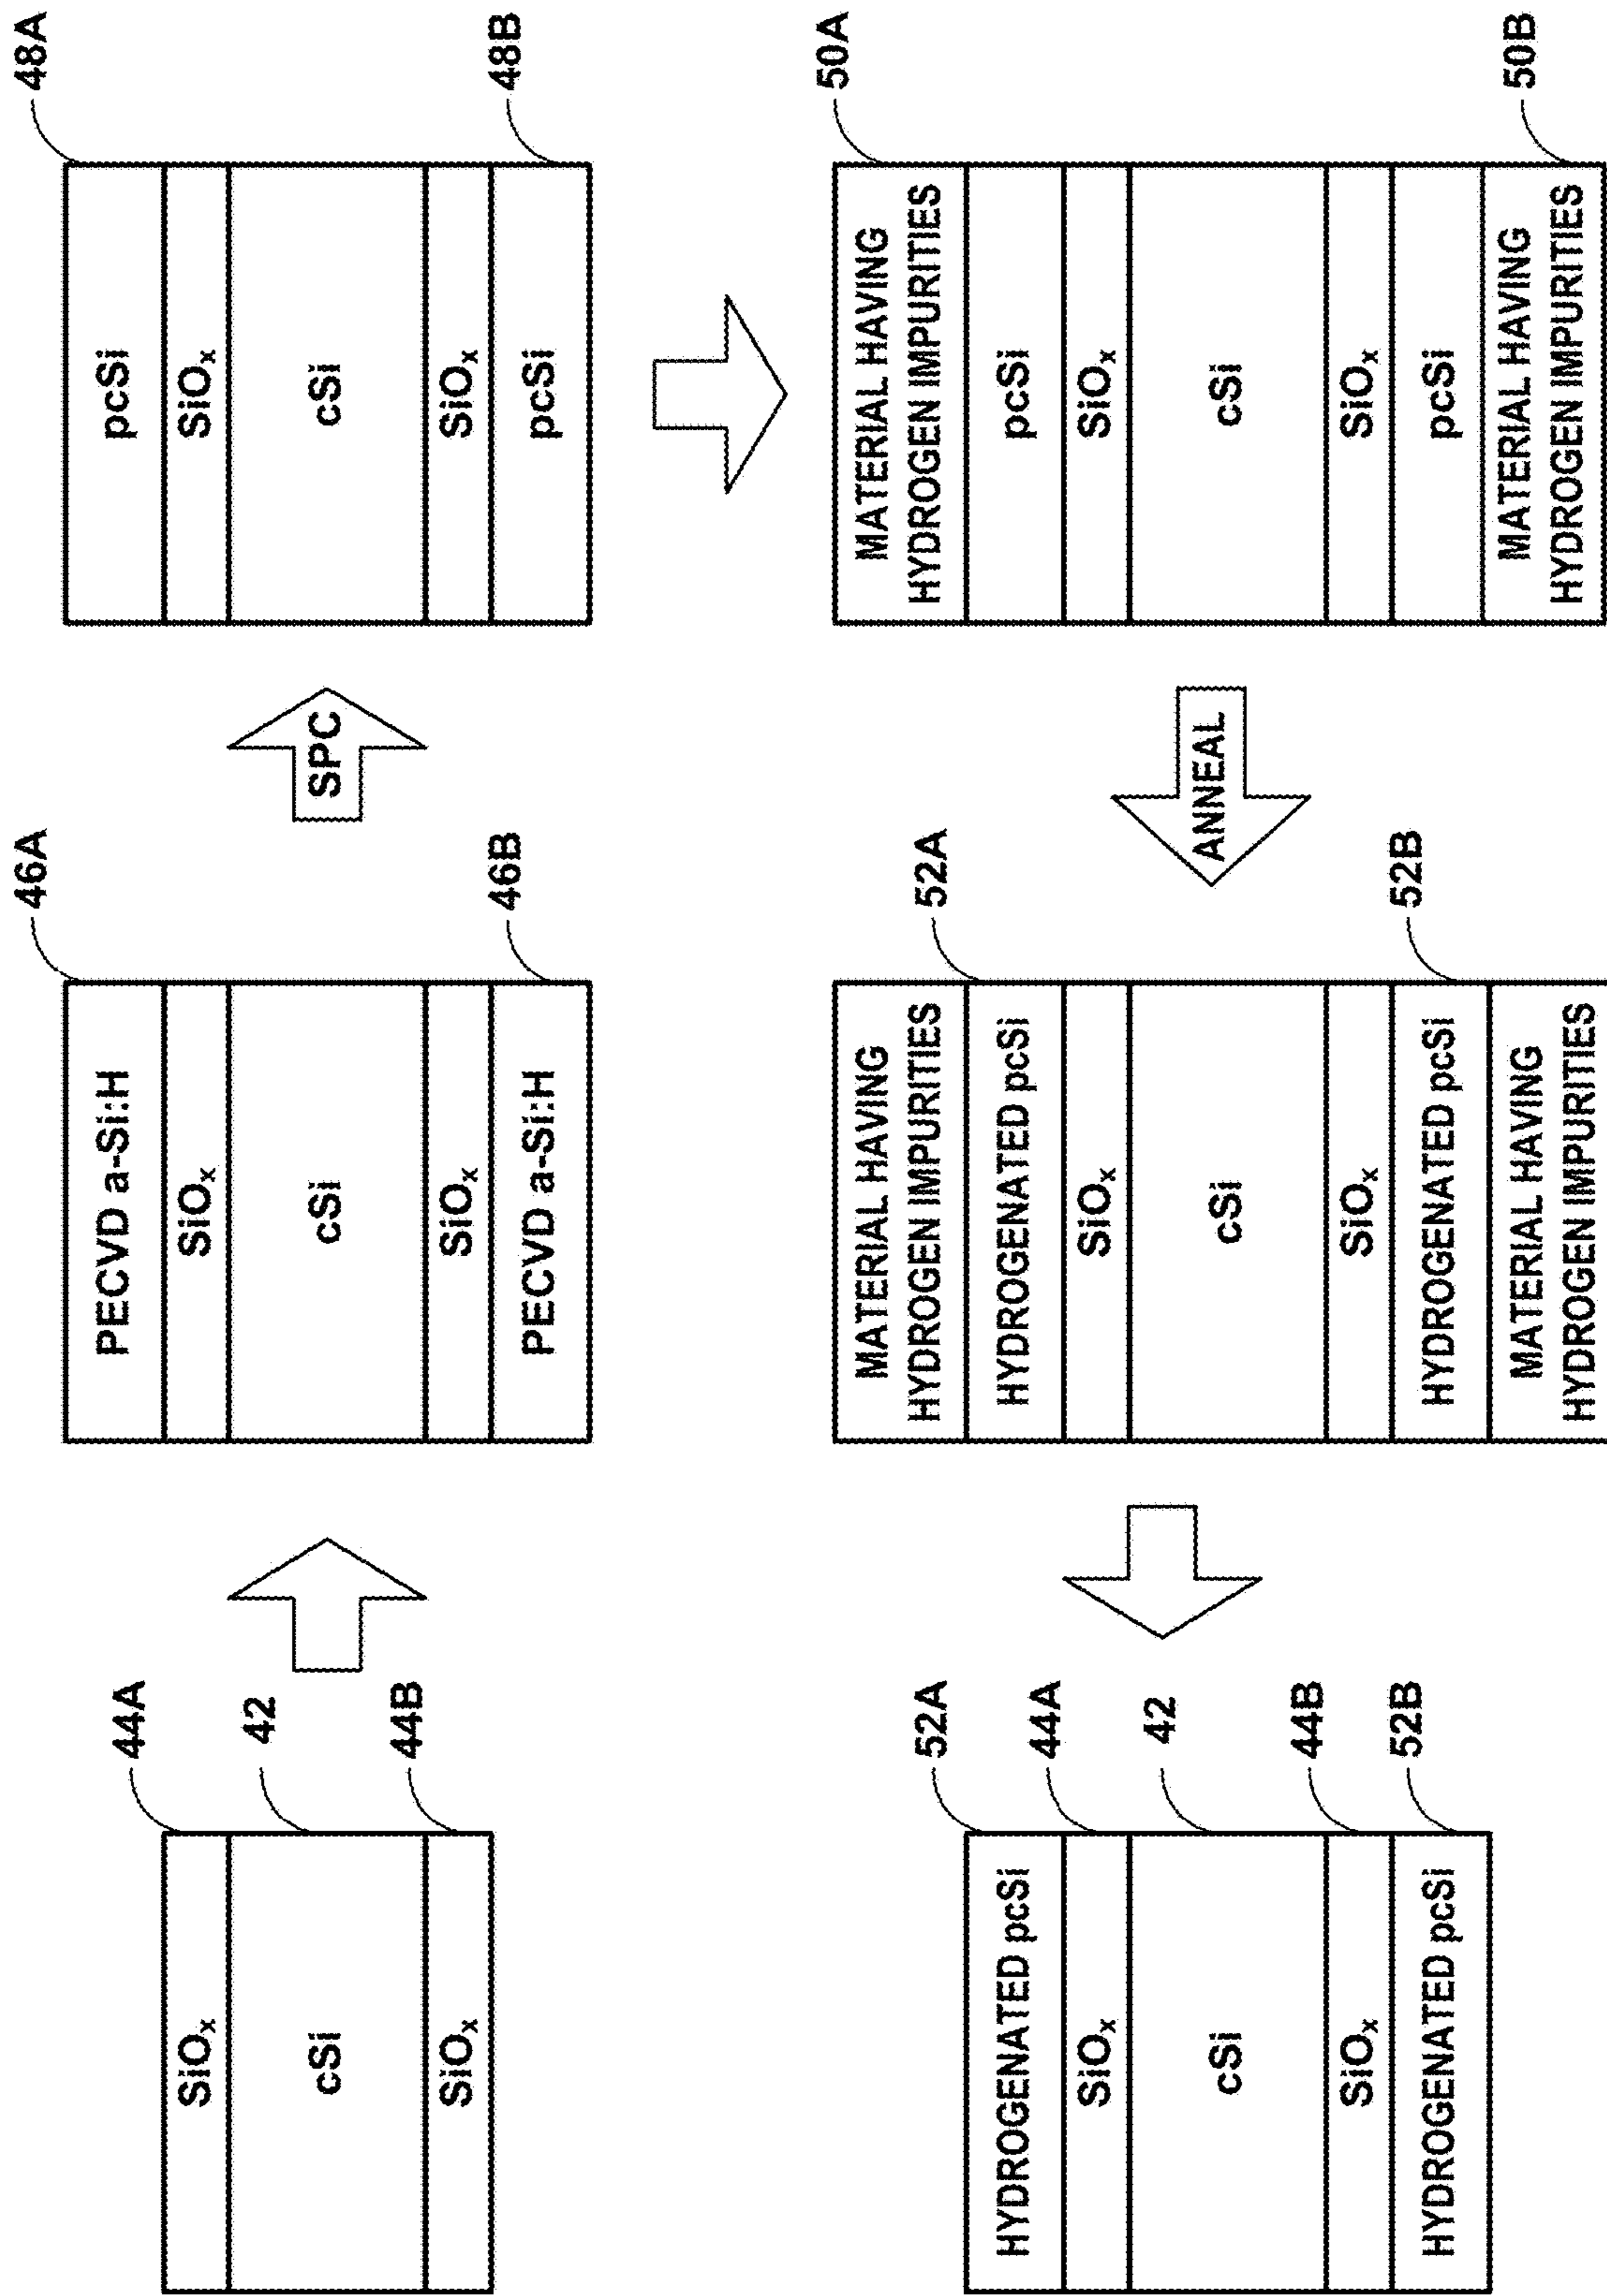 44A
SiOₓ
42
cSi
44B
SiOₓ
46A
PECVD a-Si:H
SiOₓ
cSi
SiOₓ
46B
PECVD a-Si:H
SPC
48A
pcSi
SiOₓ
cSi
SiOₓ
48B
pcSi
50A
MATERIAL HAVING
HYDROGEN IMPURITIES
pcSi
SiOₓ
cSi
SiOₓ
pcSi
50B
MATERIAL HAVING
HYDROGEN IMPURITIES
ANNEAL
MATERIAL HAVING
HYDROGEN IMPURITIES
52A
HYDROGENATED pcSi
SiOₓ
cSi
SiOₓ
52B
HYDROGENATED pcSi
MATERIAL HAVING
HYDROGEN IMPURITIES
52A
HYDROGENATED pcSi
44A
SiOₓ
42
cSi
44B
SiOₓ
52B
HYDROGENATED pcSi